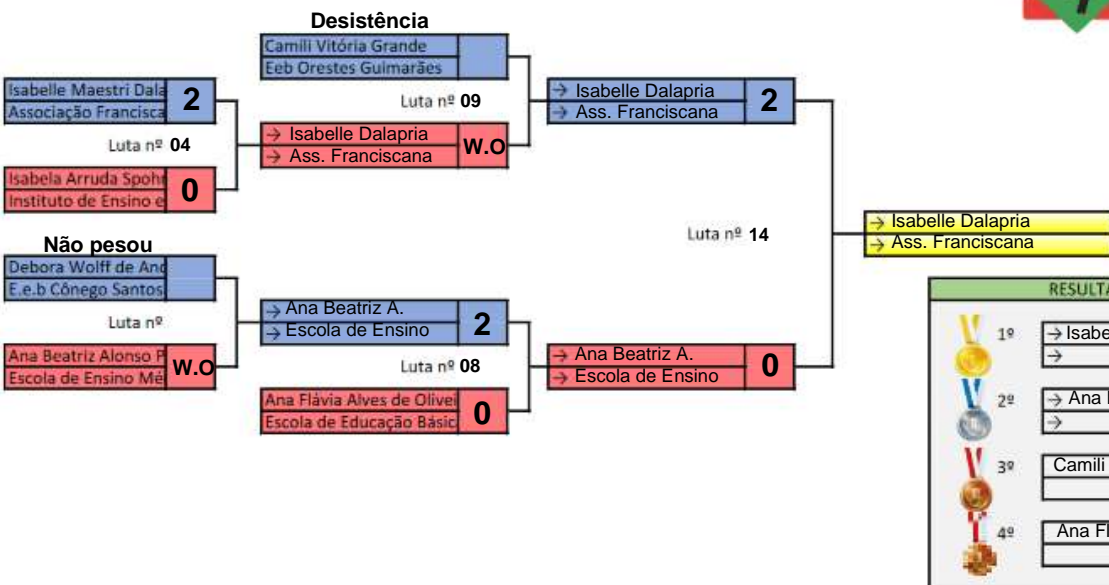 Desistência
Camili Vitória Grande
Eeb Orestes Guimarães
Isabelle Maestri Dala
Associação Francisca
2
Luta nº 09
→ Isabelle Dalapria
→ Ass. Franciscana
2
Luta nº 04
→ Isabelle Dalapria
→ Ass. Franciscana
W.O
Isabela Arruda Spoh
Instituto de Ensino e
0
Luta nº 14
→ Isabelle Dalapria
→ Ass. Franciscana
Não pesou
Debora Wolff de And
E.e.b Cônego Santos
Luta nº
→ Ana Beatriz A.
→ Escola de Ensino
2
Ana Beatriz Alonso P
Escola de Ensino Mé
W.O
Luta nº 08
→ Ana Beatriz A.
→ Escola de Ensino
0
Ana Flávia Alves de Olivei
Escola de Educação Básic
0
RESULTA
1º
→ Isabe
→
2º
→ Ana
→
3º
Camili
4º
Ana Fl